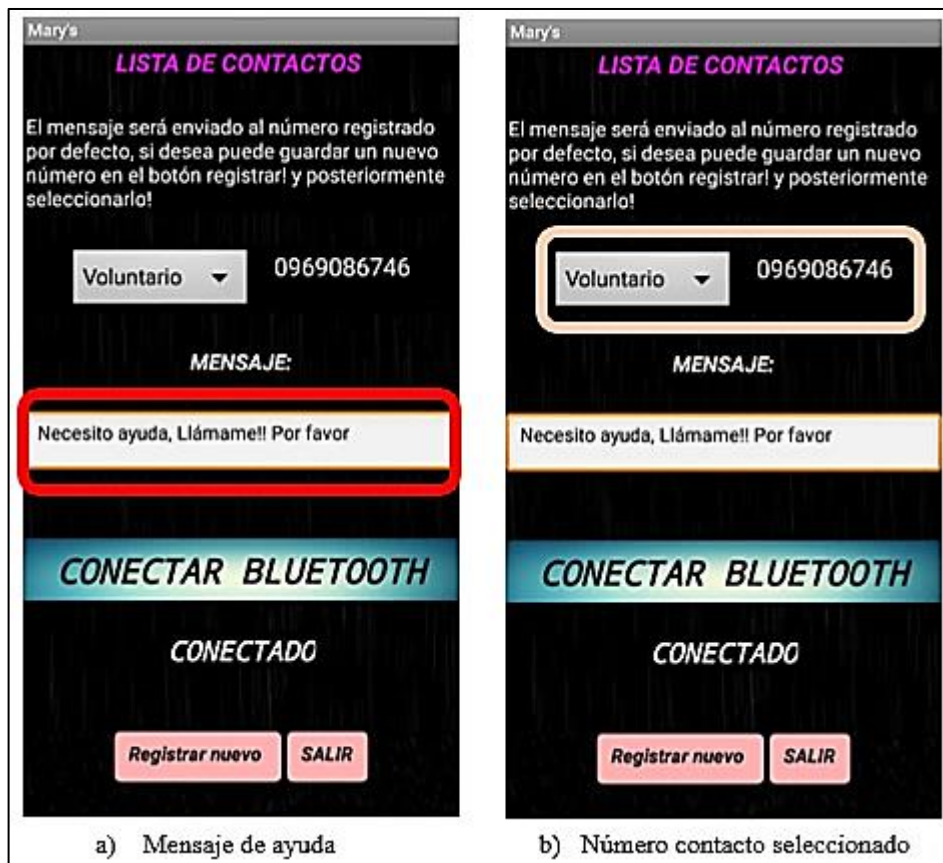 Mary's
LISTA DE CONTACTOS
El mensaje será enviado al número registrado
por defecto, si desea puede guardar un nuevo
número en el botón registrar! y posteriormente
seleccionarlo!
Voluntario
0969086746
MENSAJE:
Necesito ayuda, Llámame!! Por favor
CONECTAR BLUETOOTH
CONECTADO
Registrar nuevo
SALIR
a) Mensaje de ayuda
Mary's
LISTA DE CONTACTOS
El mensaje será enviado al número registrado
por defecto, si desea puede guardar un nuevo
número en el botón registrar! y posteriormente
seleccionarlo!
Voluntario
0969086746
MENSAJE:
Necesito ayuda, Llámame!! Por favor
CONECTAR BLUETOOTH
CONECTADO
Registrar nuevo
SALIR
b) Número contacto seleccionado